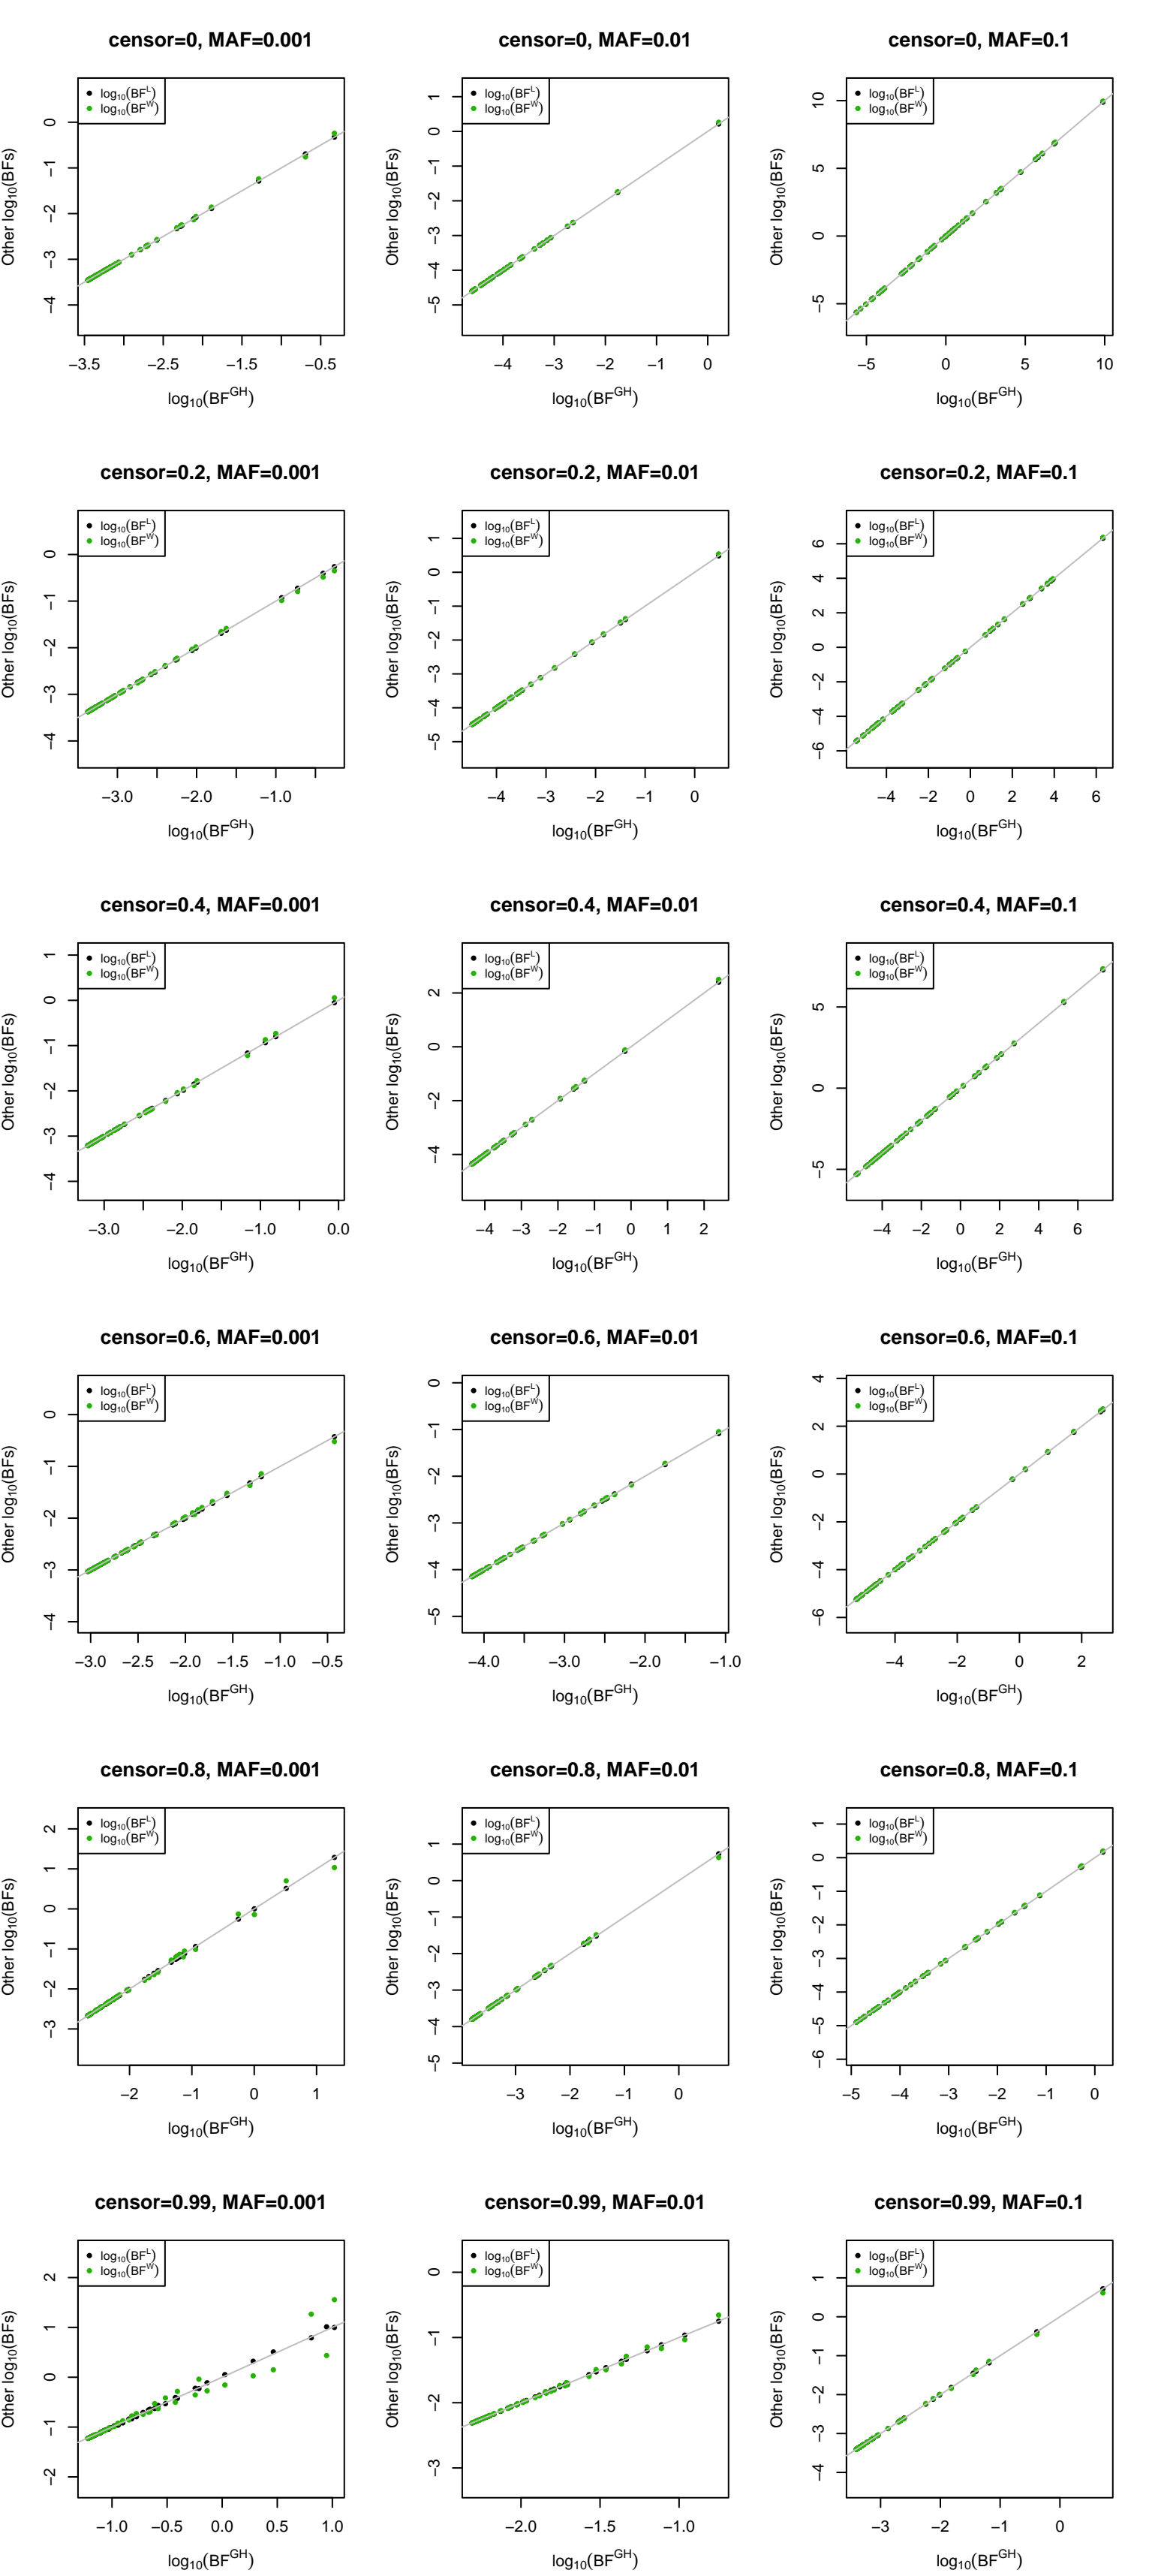 censor=0, MAF=0.001
log10(BF^L)
log10(BF^W)
Other log10(BFs)
0
−1
−2
−3
−4
−3.5 −2.5 −1.5 −0.5
log10(BF^GH)
censor=0, MAF=0.01
log10(BF^L)
log10(BF^W)
Other log10(BFs)
1
0
−1
−2
−3
−4
−5
−4 −3 −2 −1 0
log10(BF^GH)
censor=0, MAF=0.1
log10(BF^L)
log10(BF^W)
Other log10(BFs)
10
5
0
−5
−5 0 5 10
log10(BF^GH)
censor=0.2, MAF=0.001
log10(BF^L)
log10(BF^W)
Other log10(BFs)
0
−1
−2
−3
−4
−3.0 −2.0 −1.0
log10(BF^GH)
censor=0.2, MAF=0.01
log10(BF^L)
log10(BF^W)
Other log10(BFs)
1
0
−1
−2
−3
−4
−5
−4 −3 −2 −1 0
log10(BF^GH)
censor=0.2, MAF=0.1
log10(BF^L)
log10(BF^W)
Other log10(BFs)
6
4
2
0
−2
−4
−6
−4 −2 0 2 4 6
log10(BF^GH)
censor=0.4, MAF=0.001
log10(BF^L)
log10(BF^W)
Other log10(BFs)
1
0
−1
−2
−3
−4
−3.0 −2.0 −1.0 0.0
log10(BF^GH)
censor=0.4, MAF=0.01
log10(BF^L)
log10(BF^W)
Other log10(BFs)
2
0
−2
−4
−4 −3 −2 −1 0 1 2
log10(BF^GH)
censor=0.4, MAF=0.1
log10(BF^L)
log10(BF^W)
Other log10(BFs)
5
0
−5
−4 −2 0 2 4 6
log10(BF^GH)
censor=0.6, MAF=0.001
log10(BF^L)
log10(BF^W)
Other log10(BFs)
0
−1
−2
−3
−4
−3.0 −2.5 −2.0 −1.5 −1.0 −0.5
log10(BF^GH)
censor=0.6, MAF=0.01
log10(BF^L)
log10(BF^W)
Other log10(BFs)
0
−1
−2
−3
−4
−5
−4.0 −3.0 −2.0 −1.0
log10(BF^GH)
censor=0.6, MAF=0.1
log10(BF^L)
log10(BF^W)
Other log10(BFs)
4
2
0
−2
−4
−6
−4 −2 0 2
log10(BF^GH)
censor=0.8, MAF=0.001
log10(BF^L)
log10(BF^W)
Other log10(BFs)
2
1
0
−1
−2
−3
−2 −1 0 1
log10(BF^GH)
censor=0.8, MAF=0.01
log10(BF^L)
log10(BF^W)
Other log10(BFs)
1
0
−1
−2
−3
−4
−5
−3 −2 −1 0
log10(BF^GH)
censor=0.8, MAF=0.1
log10(BF^L)
log10(BF^W)
Other log10(BFs)
1
0
−1
−2
−3
−4
−5
−6
−5 −4 −3 −2 −1 0
log10(BF^GH)
censor=0.99, MAF=0.001
log10(BF^L)
log10(BF^W)
Other log10(BFs)
2
1
0
−1
−2
−1.0 −0.5 0.0 0.5 1.0
log10(BF^GH)
censor=0.99, MAF=0.01
log10(BF^L)
log10(BF^W)
Other log10(BFs)
0
−1
−2
−3
−2.0 −1.5 −1.0
log10(BF^GH)
censor=0.99, MAF=0.1
log10(BF^L)
log10(BF^W)
Other log10(BFs)
1
0
−1
−2
−3
−4
−3 −2 −1 0
log10(BF^GH)